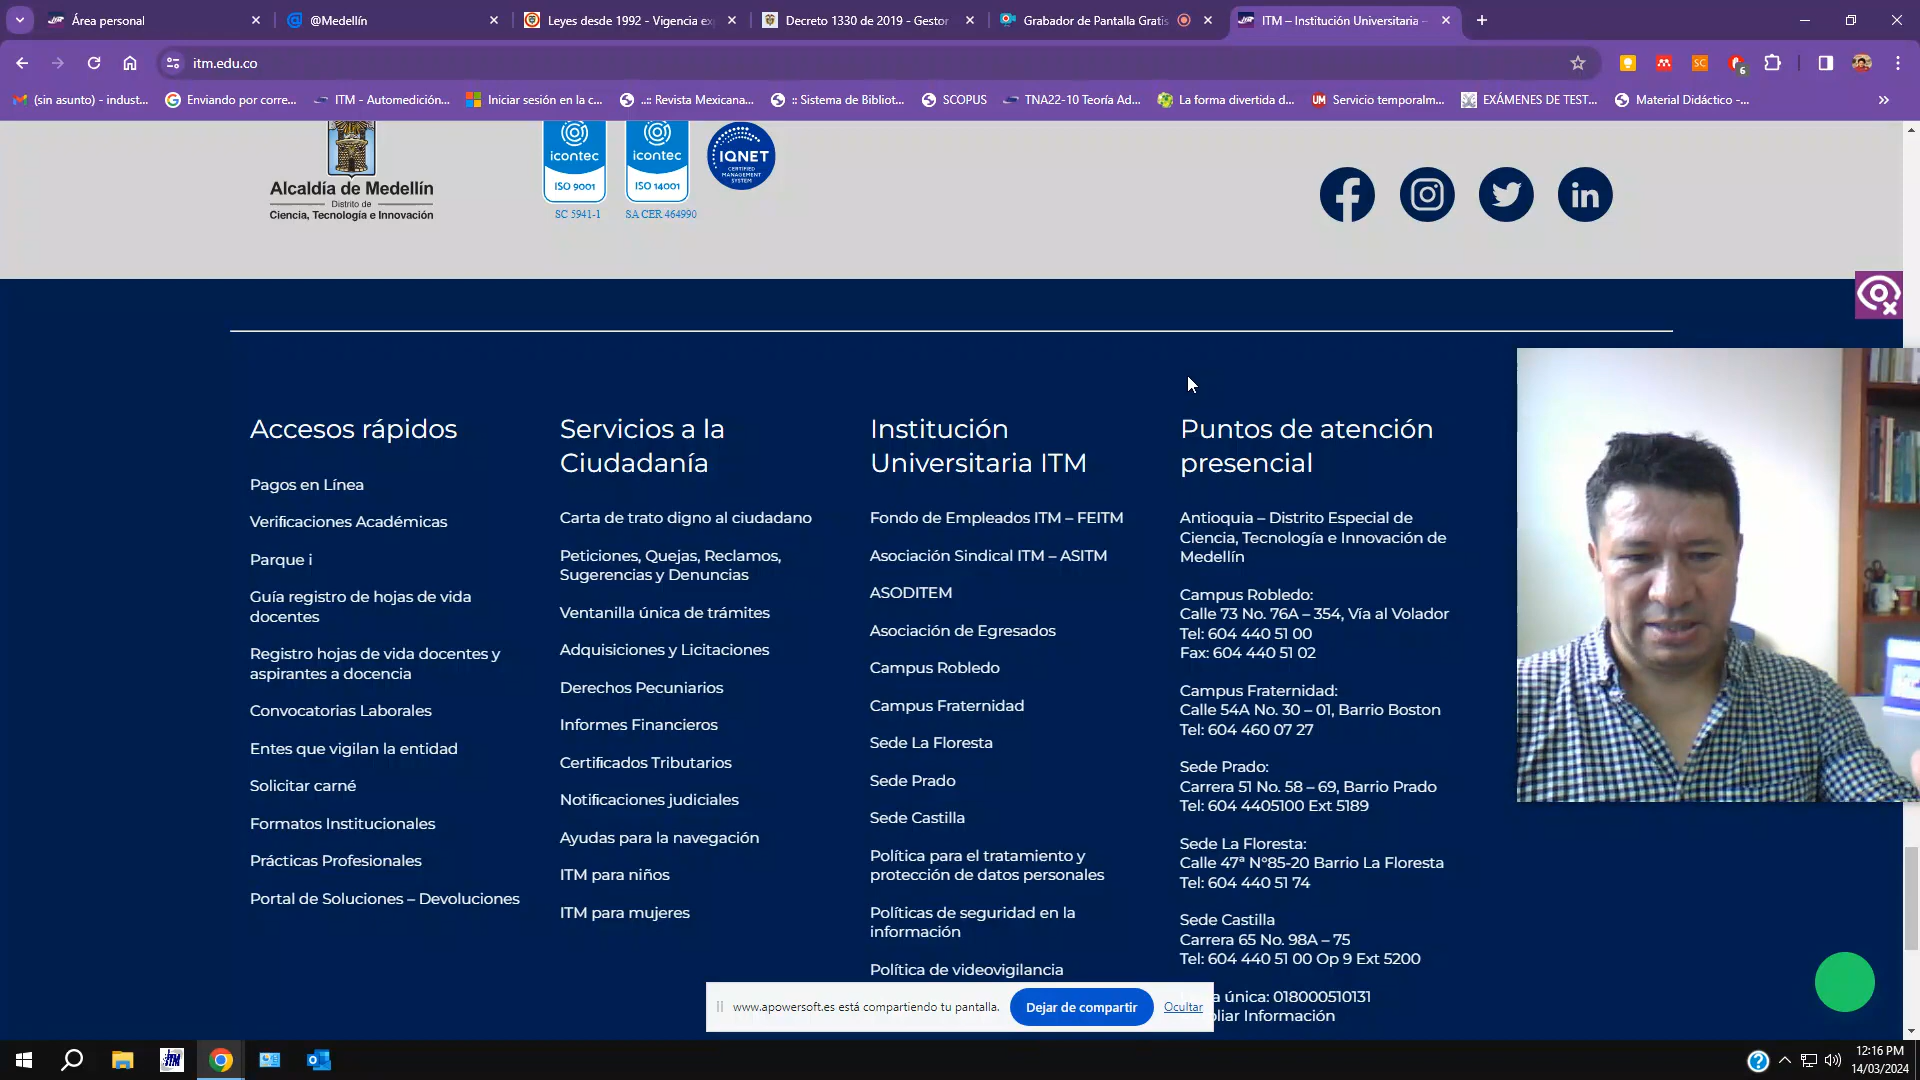 Área personal
@Medellín
Leyes desde 1992 - Vigencia ex
Decreto 1330 de 2019 - Gestor
Grabador de Pantalla Gratis
ITM – Institución Universitaria –
itm.edu.co
6
(sin asunto) - indust...
Enviando por corre...
ITM - Automedición...
Iniciar sesión en la c...
..:: Revista Mexicana...
:: Sistema de Bibliot...
SCOPUS
TNA22-10 Teoría Ad...
La forma divertida d...
UM Servicio temporalm...
EXÁMENES DE TEST...
Material Didáctico -...
Alcaldía de Medellín
Distrito de
Ciencia, Tecnología e Innovación
icontec
ISO 9001
SC 5941-1
icontec
ISO 14001
SA CER 464990
IQNET
CERTIFIED
MANAGEMENT
SYSTEM
Accesos rápidos
Pagos en Línea
Verificaciones Académicas
Parque i
Guía registro de hojas de vida
docentes
Registro hojas de vida docentes y
aspirantes a docencia
Convocatorias Laborales
Entes que vigilan la entidad
Solicitar carné
Formatos Institucionales
Prácticas Profesionales
Portal de Soluciones – Devoluciones
Servicios a la
Ciudadanía
Carta de trato digno al ciudadano
Peticiones, Quejas, Reclamos,
Sugerencias y Denuncias
Ventanilla única de trámites
Adquisiciones y Licitaciones
Derechos Pecuniarios
Informes Financieros
Certificados Tributarios
Notificaciones judiciales
Ayudas para la navegación
ITM para niños
ITM para mujeres
Institución
Universitaria ITM
Fondo de Empleados ITM – FEITM
Asociación Sindical ITM – ASITM
ASODITEM
Asociación de Egresados
Campus Robledo
Campus Fraternidad
Sede La Floresta
Sede Prado
Sede Castilla
Política para el tratamiento y
protección de datos personales
Políticas de seguridad en la
información
Política de videovigilancia
Puntos de atención
presencial
Antioquia – Distrito Especial de
Ciencia, Tecnología e Innovación de
Medellín
Campus Robledo:
Calle 73 No. 76A – 354, Vía al Volador
Tel: 604 440 51 00
Fax: 604 440 51 02
Campus Fraternidad:
Calle 54A No. 30 – 01, Barrio Boston
Tel: 604 460 07 27
Sede Prado:
Carrera 51 No. 58 – 69, Barrio Prado
Tel: 604 4405100 Ext 5189
Sede La Floresta:
Calle 47ª N°85-20 Barrio La Floresta
Tel: 604 440 51 74
Sede Castilla
Carrera 65 No. 98A – 75
Tel: 604 440 51 00 Op 9 Ext 5200
única: 018000510131
pliar Información
www.apowersoft.es está compartiendo tu pantalla.
Dejar de compartir
Ocultar
12:16 PM
14/03/2024